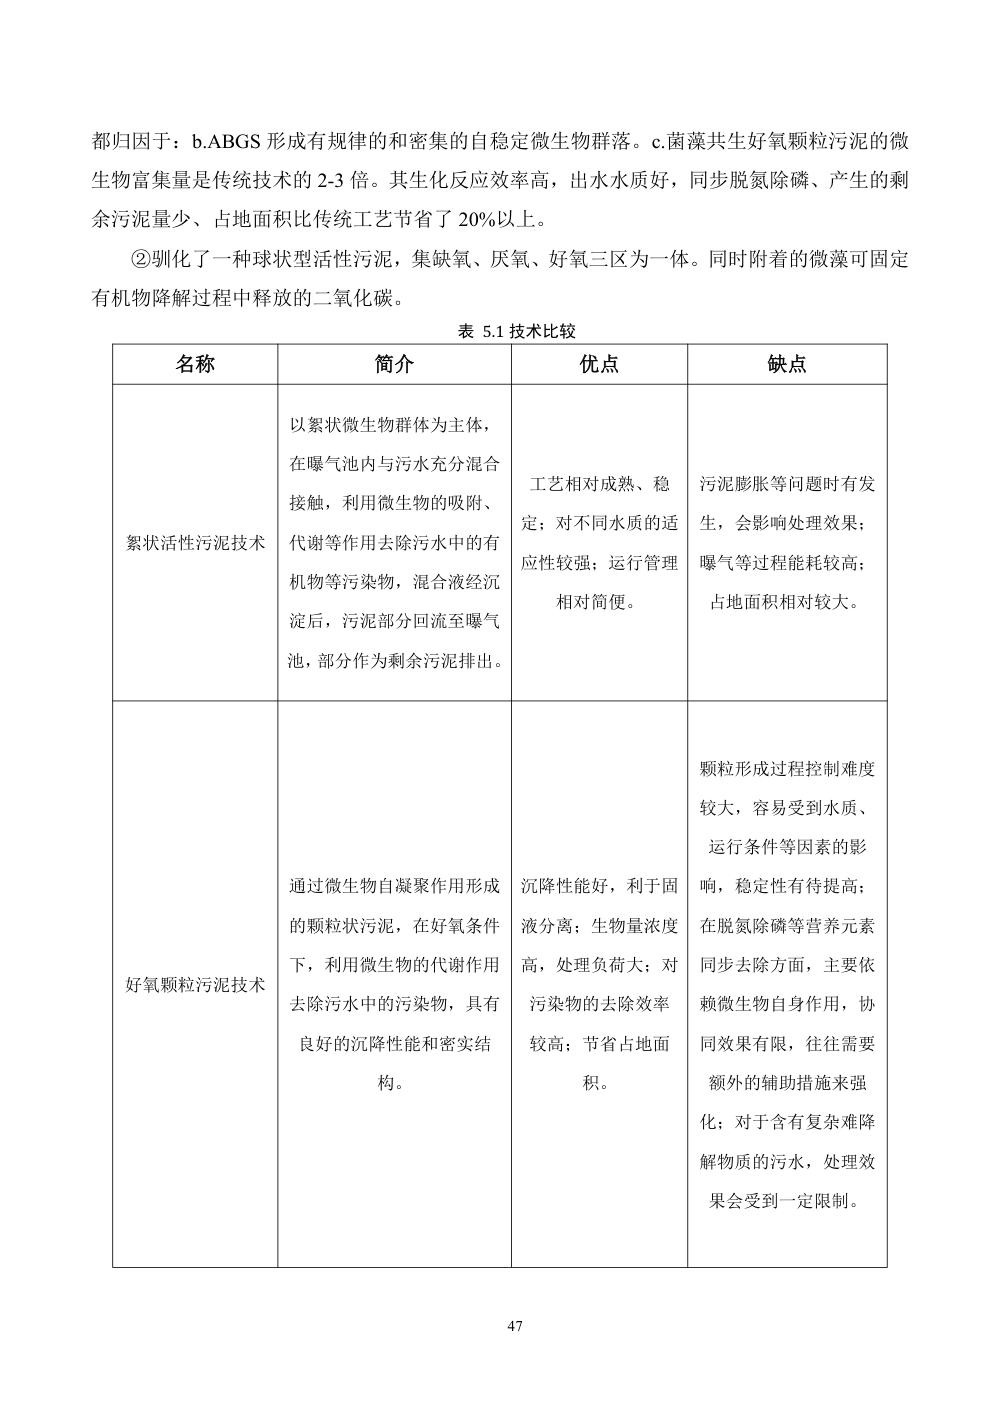 都归因于：b.ABGS 形成有规律的和密集的自稳定微生物群落。c.菌藻共生好氧颗粒污泥的微
生物富集量是传统技术的 2-3 倍。其生化反应效率高，出水水质好，同步脱氮除磷、产生的剩
余污泥量少、占地面积比传统工艺节省了 20%以上。
②驯化了一种球状型活性污泥，集缺氧、厌氧、好氧三区为一体。同时附着的微藻可固定
有机物降解过程中释放的二氧化碳。
表 5.1 技术比较
名称 简介 优点 缺点
絮状活性污泥技术
以絮状微生物群体为主体，
在曝气池内与污水充分混合
接触，利用微生物的吸附、
代谢等作用去除污水中的有
机物等污染物，混合液经沉
淀后，污泥部分回流至曝气
池，部分作为剩余污泥排出。
工艺相对成熟、稳
定；对不同水质的适
应性较强；运行管理
相对简便。
污泥膨胀等问题时有发
生，会影响处理效果；
曝气等过程能耗较高；
占地面积相对较大。
好氧颗粒污泥技术
通过微生物自凝聚作用形成
的颗粒状污泥，在好氧条件
下，利用微生物的代谢作用
去除污水中的污染物，具有
良好的沉降性能和密实结
构。
沉降性能好，利于固
液分离；生物量浓度
高，处理负荷大；对
污染物的去除效率
较高；节省占地面
积。
颗粒形成过程控制难度
较大，容易受到水质、
运行条件等因素的影
响，稳定性有待提高；
在脱氮除磷等营养元素
同步去除方面，主要依
赖微生物自身作用，协
同效果有限，往往需要
额外的辅助措施来强
化；对于含有复杂难降
解物质的污水，处理效
果会受到一定限制。
47